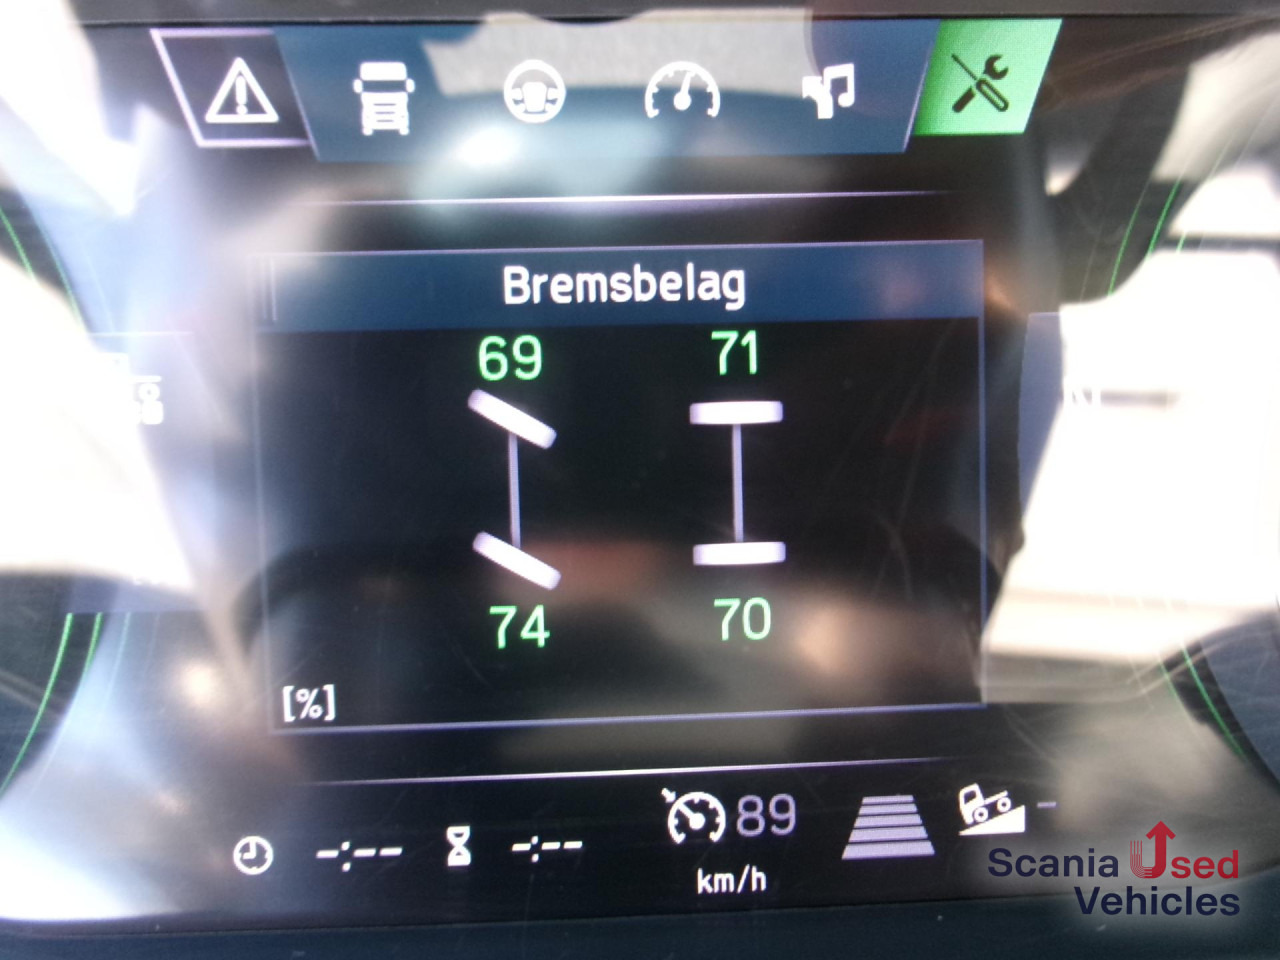 Bremsbelag
69 71
74 70
[%]
-:-- -:-- 89 -
km/h
Scania Used
Vehicles